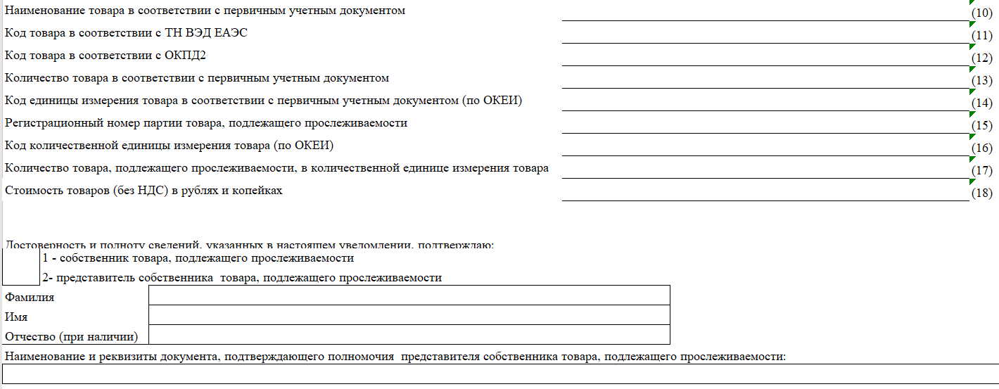 Наименование товара в соответствии с первичным учетным документом (10)
Код товара в соответствии с ТН ВЭД ЕАЭС (11)
Код товара в соответствии с ОКПД2 (12)
Количество товара в соответствии с первичным учетным документом (13)
Код единицы измерения товара в соответствии с первичным учетным документом (по ОКЕИ) (14)
Регистрационный номер партии товара, подлежащего прослеживаемости (15)
Код количественной единицы измерения товара (по ОКЕИ) (16)
Количество товара, подлежащего прослеживаемости, в количественной единице измерения товара (17)
Стоимость товаров (без НДС) в рублях и копейках (18)
Достоверность и полноту сведений, указанных в настоящем уведомлении, подтверждаю:
1 - собственник товара, подлежащего прослеживаемости
2- представитель собственника  товара, подлежащего прослеживаемости
Фамилия
Имя
Отчество (при наличии)
Наименование и реквизиты документа, подтверждающего полномочия  представителя собственника товара, подлежащего прослеживаемости: